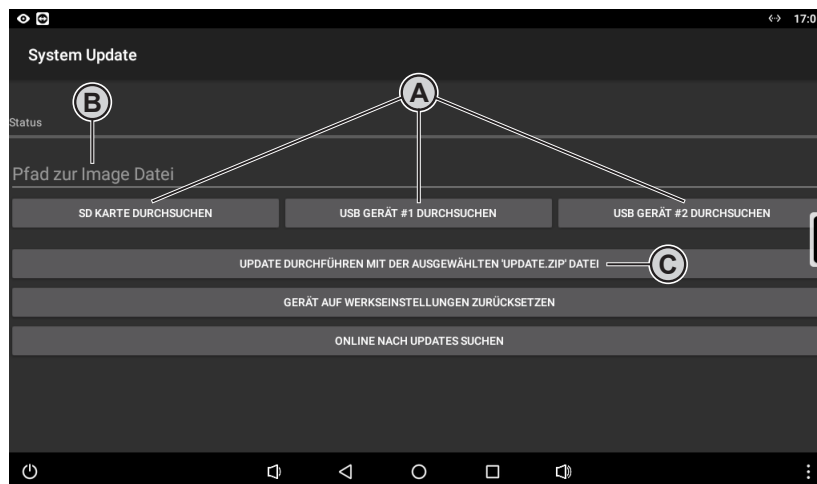 17:0
System Update
B
A
Status
Pfad zur Image Datei
SD KARTE DURCHSUCHEN
USB GERÄT #1 DURCHSUCHEN
USB GERÄT #2 DURCHSUCHEN
UPDATE DURCHFÜHREN MIT DER AUSGEWÄHLTEN 'UPDATE.ZIP' DATEI
C
GERÄT AUF WERKSEINSTELLUNGEN ZURÜCKSETZEN
ONLINE NACH UPDATES SUCHEN